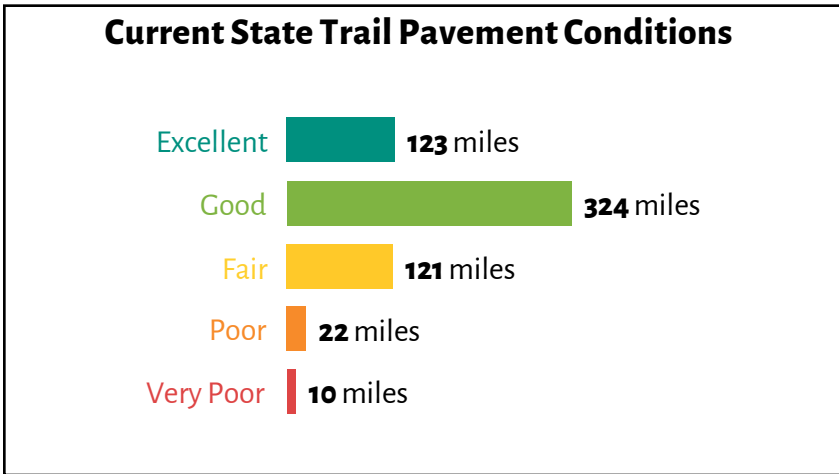 Current State Trail Pavement Conditions
Excellent 123 miles
Good 324 miles
Fair 121 miles
Poor 22 miles
Very Poor 10 miles